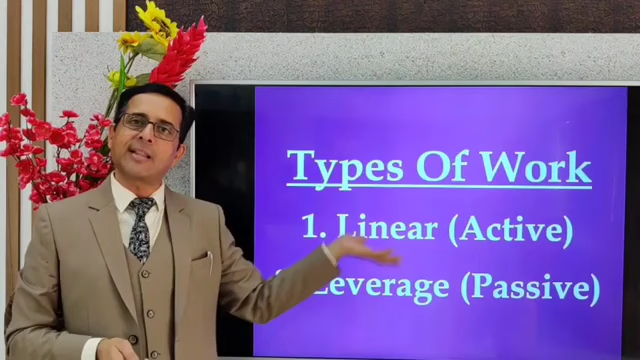 Types Of Work
1. Linear (Active)
Leverage (Passive)